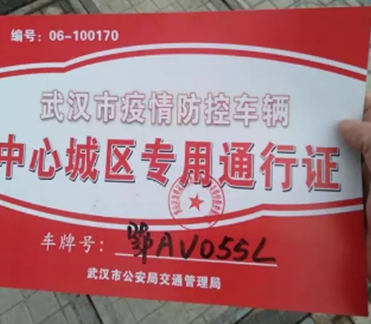 编号:06-100170
武汉市疫情防控车辆
中心城区专用通行证
车牌号:鄂AV055L
武汉市公安局交通管理局